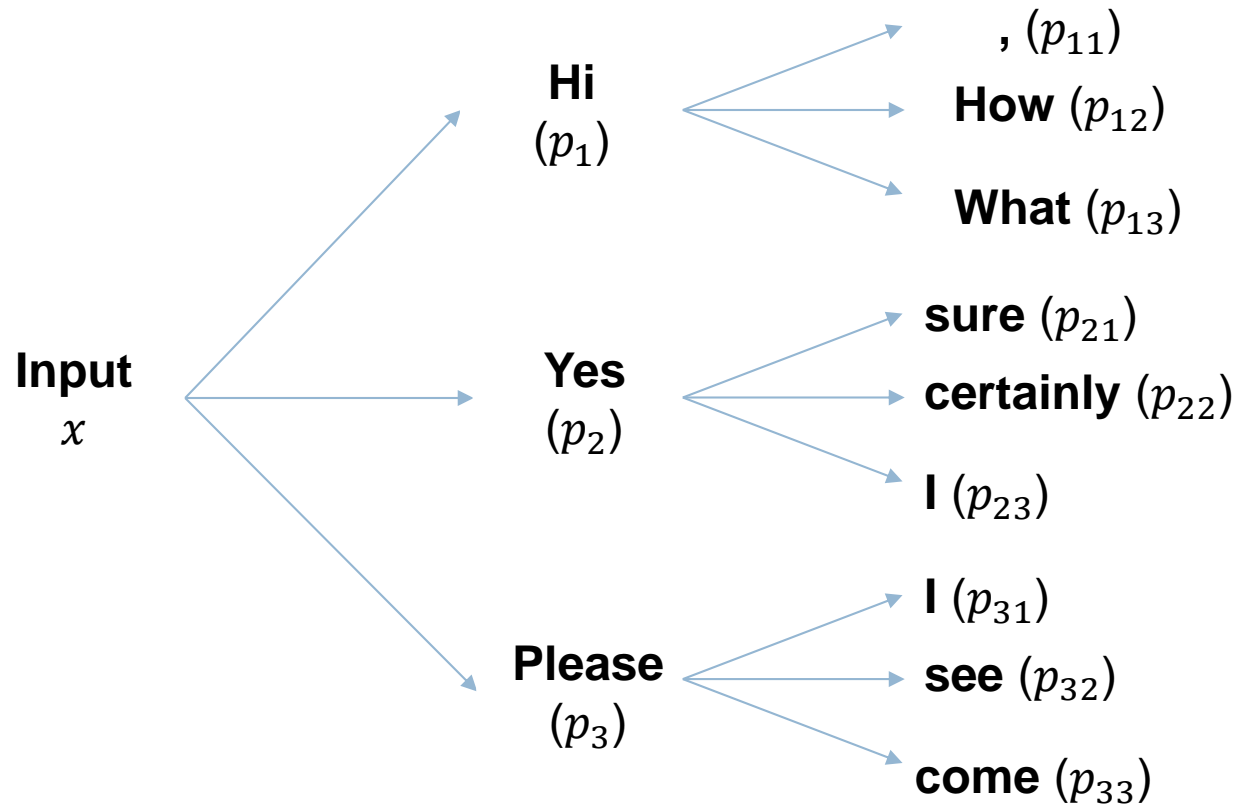 Input
x
Hi
(p₁)
, (p₁₁)
How (p₁₂)
What (p₁₃)
Yes
(p₂)
sure (p₂₁)
certainly (p₂₂)
I (p₂₃)
Please
(p₃)
I (p₃₁)
see (p₃₂)
come (p₃₃)